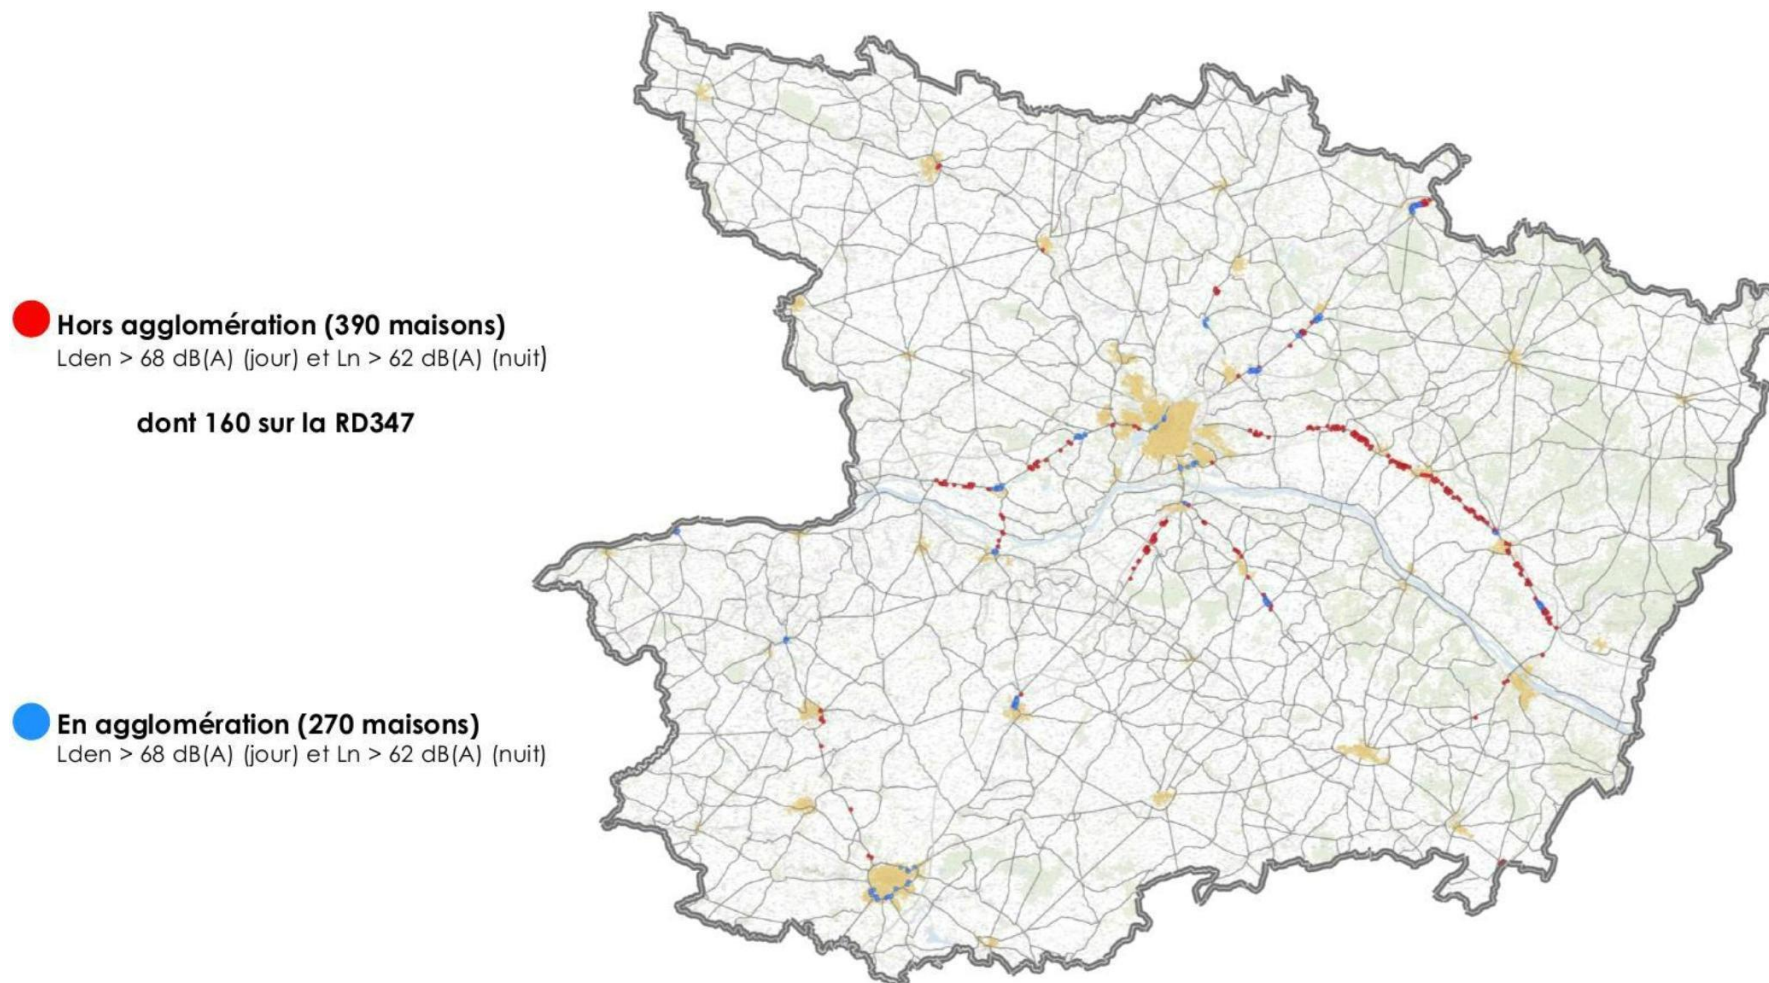 Hors agglomération (390 maisons)
Lden > 68 dB(A) (jour) et Ln > 62 dB(A) (nuit)
dont 160 sur la RD347
En agglomération (270 maisons)
Lden > 68 dB(A) (jour) et Ln > 62 dB(A) (nuit)